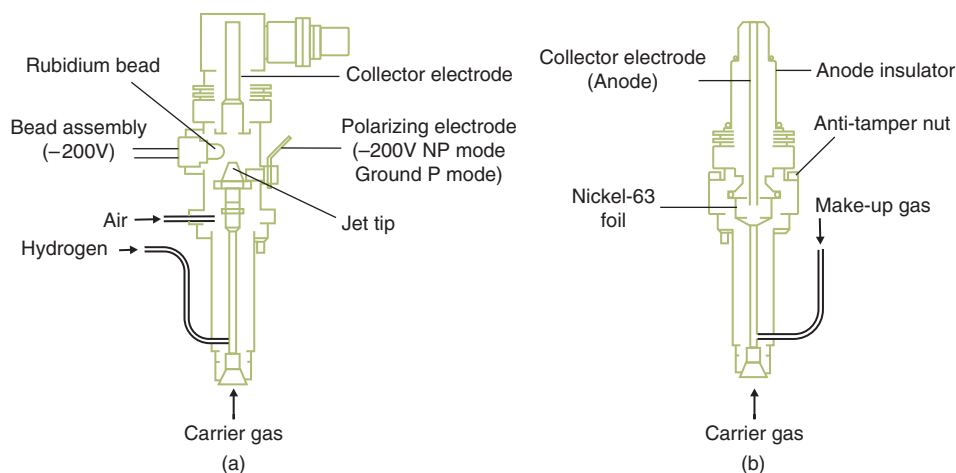 Rubidium bead
Bead assembly
(−200V)
Air
Hydrogen
Collector electrode
Polarizing electrode
(−200V NP mode
Ground P mode)
Jet tip
Carrier gas
(a)
Collector electrode
(Anode)
Nickel-63
foil
Anode insulator
Anti-tamper nut
Make-up gas
Carrier gas
(b)